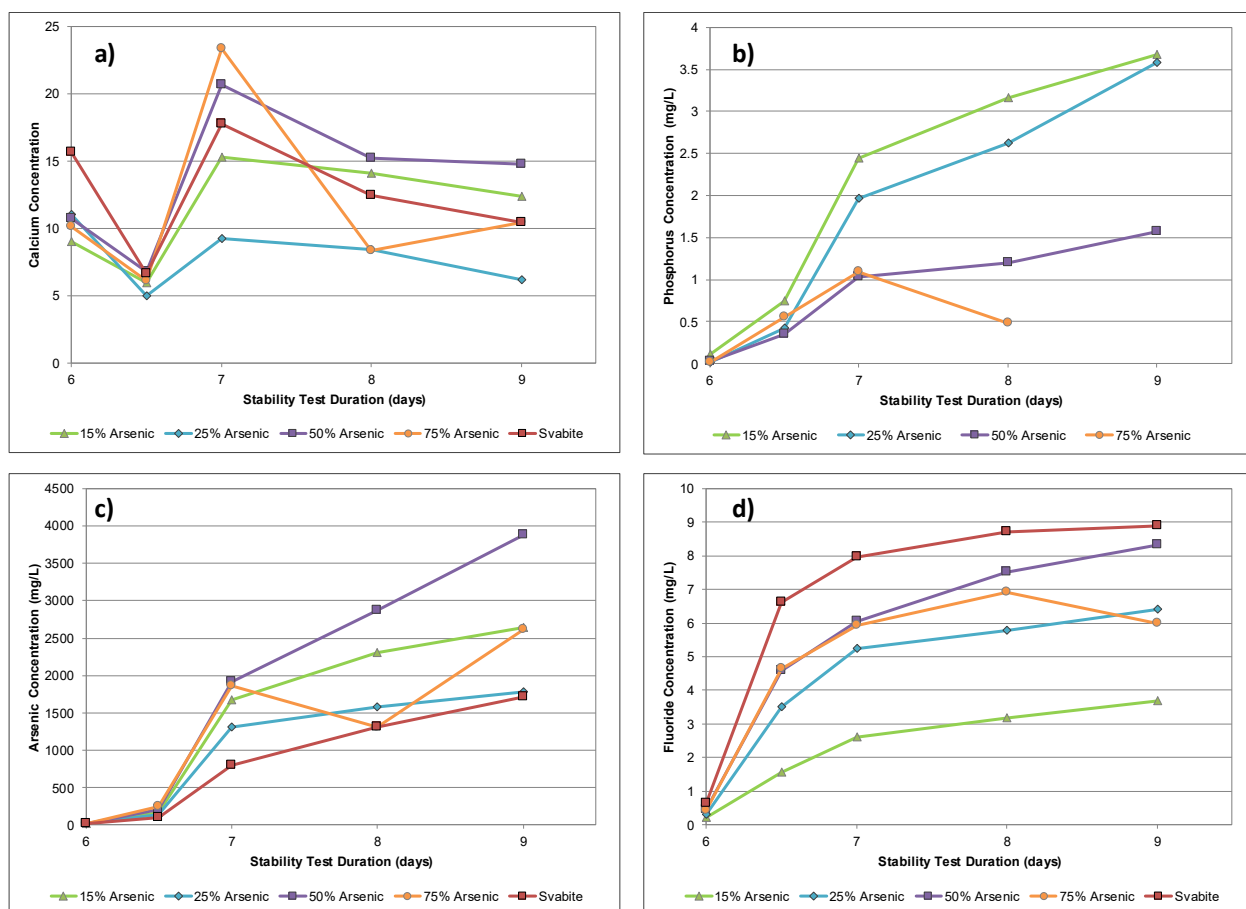 a)
Calcium Concentration
25
20
15
10
5
0
6 7 8 9
Stability Test Duration (days)
15% Arsenic 25% Arsenic 50% Arsenic 75% Arsenic Svabite
b)
Phosphorus Concentration (mg/L)
4
3.5
3
2.5
2
1.5
1
0.5
0
6 7 8 9
Stability Test Duration (days)
15% Arsenic 25% Arsenic 50% Arsenic 75% Arsenic
c)
Arsenic Concentration (mg/L)
4500
4000
3500
3000
2500
2000
1500
1000
500
0
6 7 8 9
Stability Test Duration (days)
15% Arsenic 25% Arsenic 50% Arsenic 75% Arsenic Svabite
d)
Fluoride Concentration (mg/L)
10
9
8
7
6
5
4
3
2
1
0
6 7 8 9
Stability Test Duration (days)
15% Arsenic 25% Arsenic 50% Arsenic 75% Arsenic Svabite